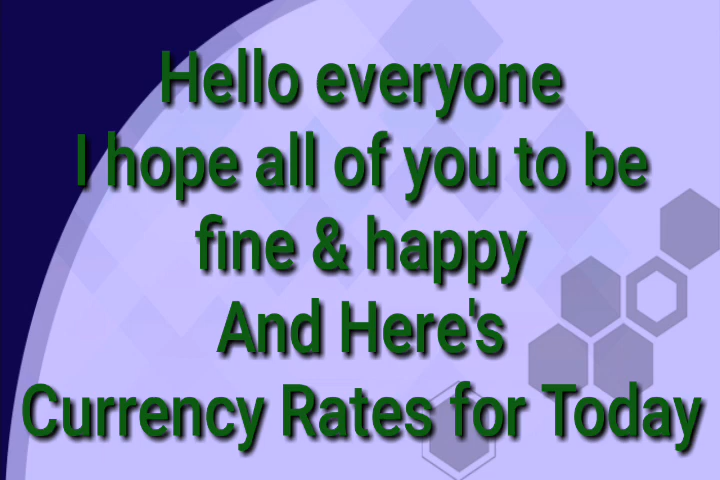 Hello everyone
I hope all of you to be
fine & happy
And Here's
Currency Rates for Today